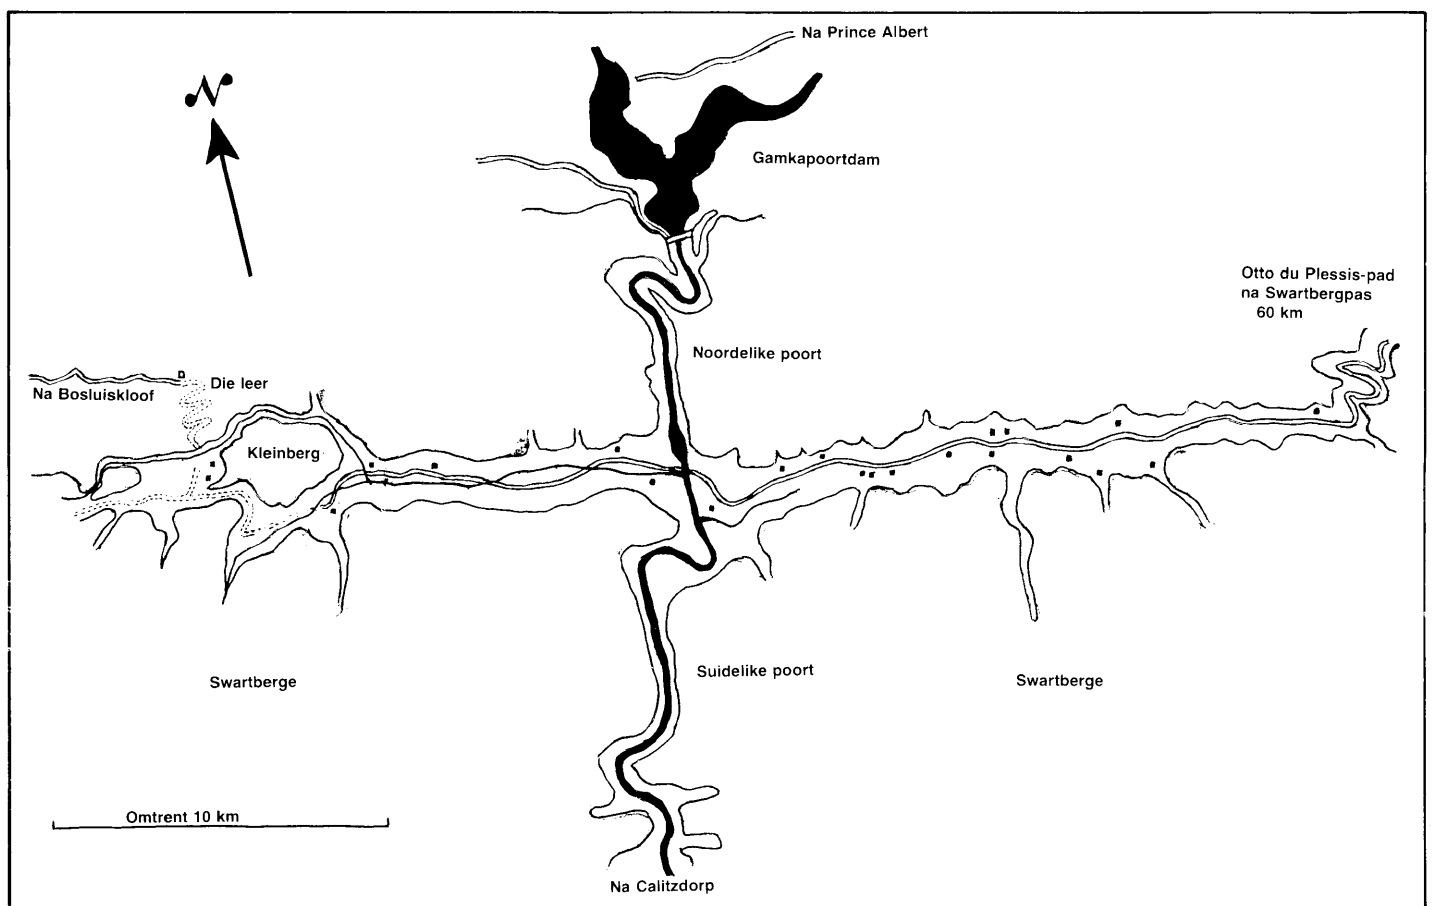 Na Prince Albert
N
Gamkapoortdam
Otto du Plessis-pad
na Swartbergpas
60 km
Noordelike poort
Die leer
Na Bosluiskloof
Kleinberg
Suidelike poort
Swartberge
Swartberge
Omtrent 10 km
Na Calitzdorp